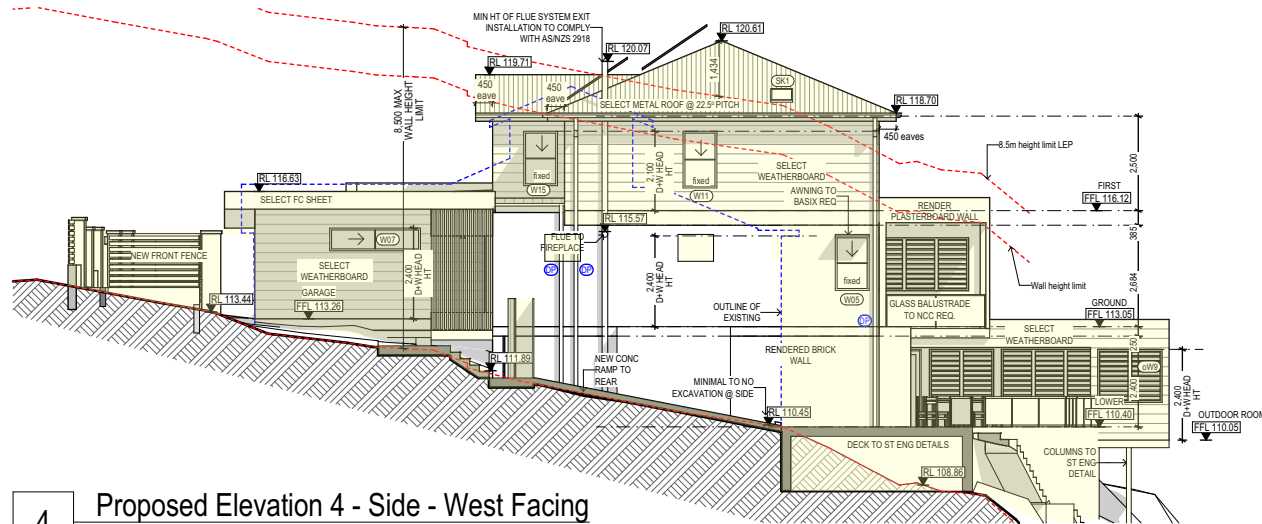 MIN HT OF FLUE SYSTEM EXIT
INSTALLATION TO COMPLY
WITH AS/NZS 2918
RL 120.61
RL 120.07
RL 119.71
450
eave
450
eave
1,434
SK1
SELECT METAL ROOF @ 22.5° PITCH
RL 118.70
450 eaves
8,500 MAX
WALL HEIGHT
LIMIT
8.5m height limit LEP
2,500
fixed
W15
2,100
D+W HEAD
HT
fixed
W11
SELECT
WEATHERBOARD
AWNING TO
BASIX REQ
FIRST
FFL 116.12
RL 116.63
SELECT FC SHEET
RENDER
PLASTERBOARD WALL
385
RL 115.57
FLUE TO
FIREPLACE
W07
NEW FRONT FENCE
SELECT
WEATHERBOARD
2,400
D+W HEAD
HT
GARAGE
FFL 113.26
RL 113.44
DP
DP
2,400
D+W HEAD
HT
fixed
W05
DP
Wall height limit
2,684
GLASS BALUSTRADE
TO NCC REQ.
GROUND
FFL 113.05
OUTLINE OF
EXISTING
SELECT
WEATHERBOARD
250
RENDERED BRICK
WALL
RL 111.89
NEW CONC
RAMP TO
REAR
MINIMAL TO NO
EXCAVATION @ SIDE
oW9
2,400
2,400
D+W HEAD
HT
LOWER
FFL 110.40
RL 110.45
OUTDOOR ROOM
FFL 110.05
DECK TO ST ENG DETAILS
RL 108.86
COLUMNS TO
ST ENG
DETAIL
4
Proposed Elevation 4 - Side - West Facing